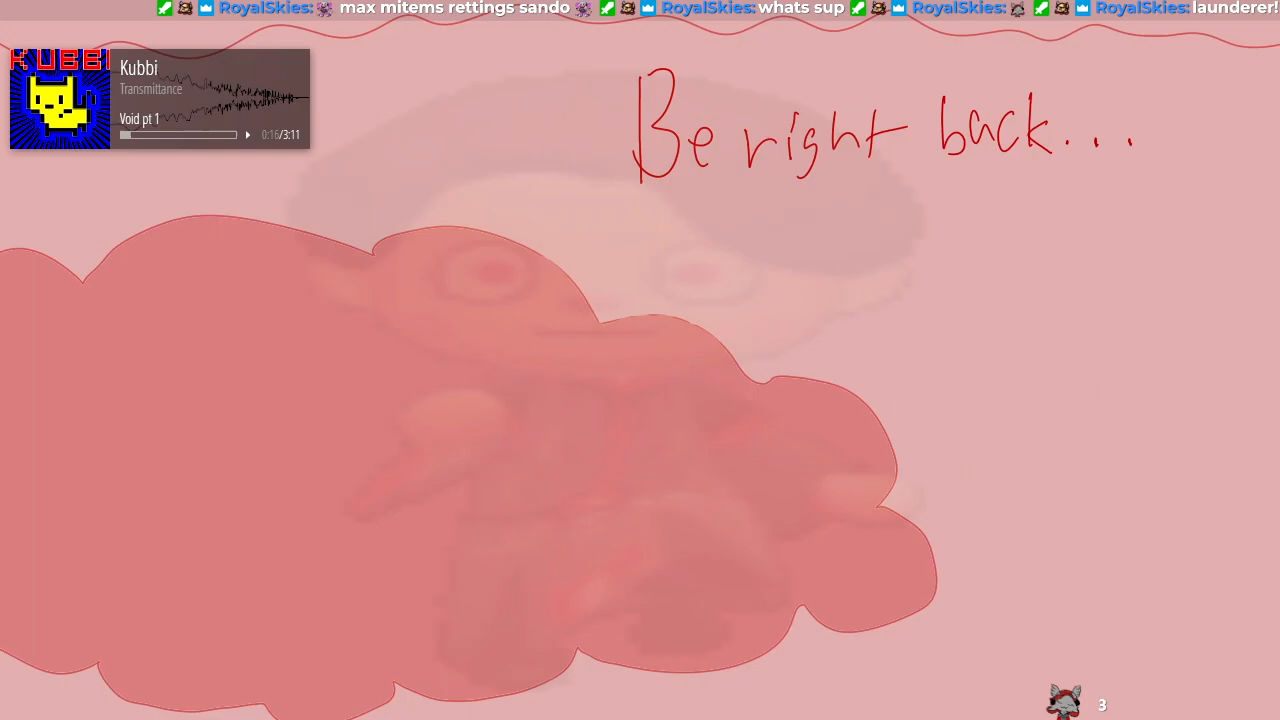 RoyalSkies: max mitems rettings sando RoyalSkies: whats sup RoyalSkies: RoyalSkies: launderer!
KUBBI
Kubbi
Transmittance
Void pt 1
0:16/3:11
Be right back...
3